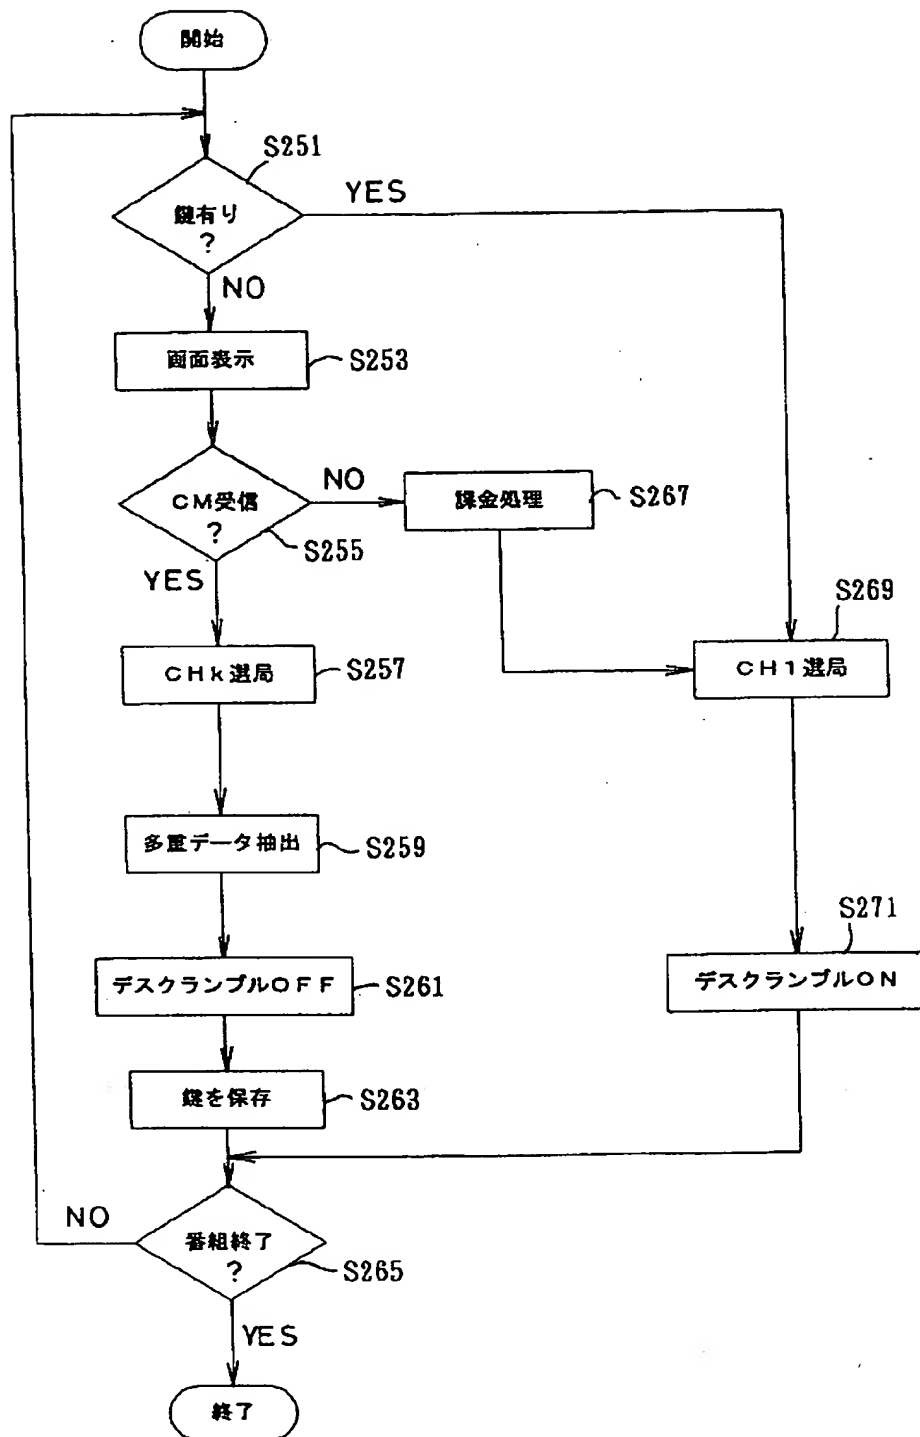 開始
S251
鍵有り
?
YES
NO
画面表示
S253
CM受信
?
NO
S255
YES
課金処理
S267
CHk選局
S257
S269
CH1選局
多重データ抽出
S259
デスクランブルOFF
S261
S271
デスクランブルON
鍵を保存
S263
番組終了
?
NO
S265
YES
終了